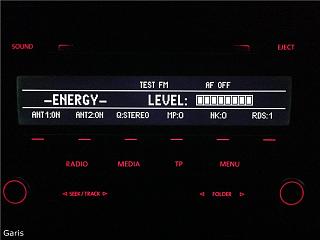 SOUND EJECT
TEST FM AF OFF
-ENERGY- LEVEL:
ANT1:ON ANT2:ON Q:STEREO MP:0 HK:0 RDS:1
RADIO MEDIA TP MENU
SEEK/TRACK FOLDER
Garis